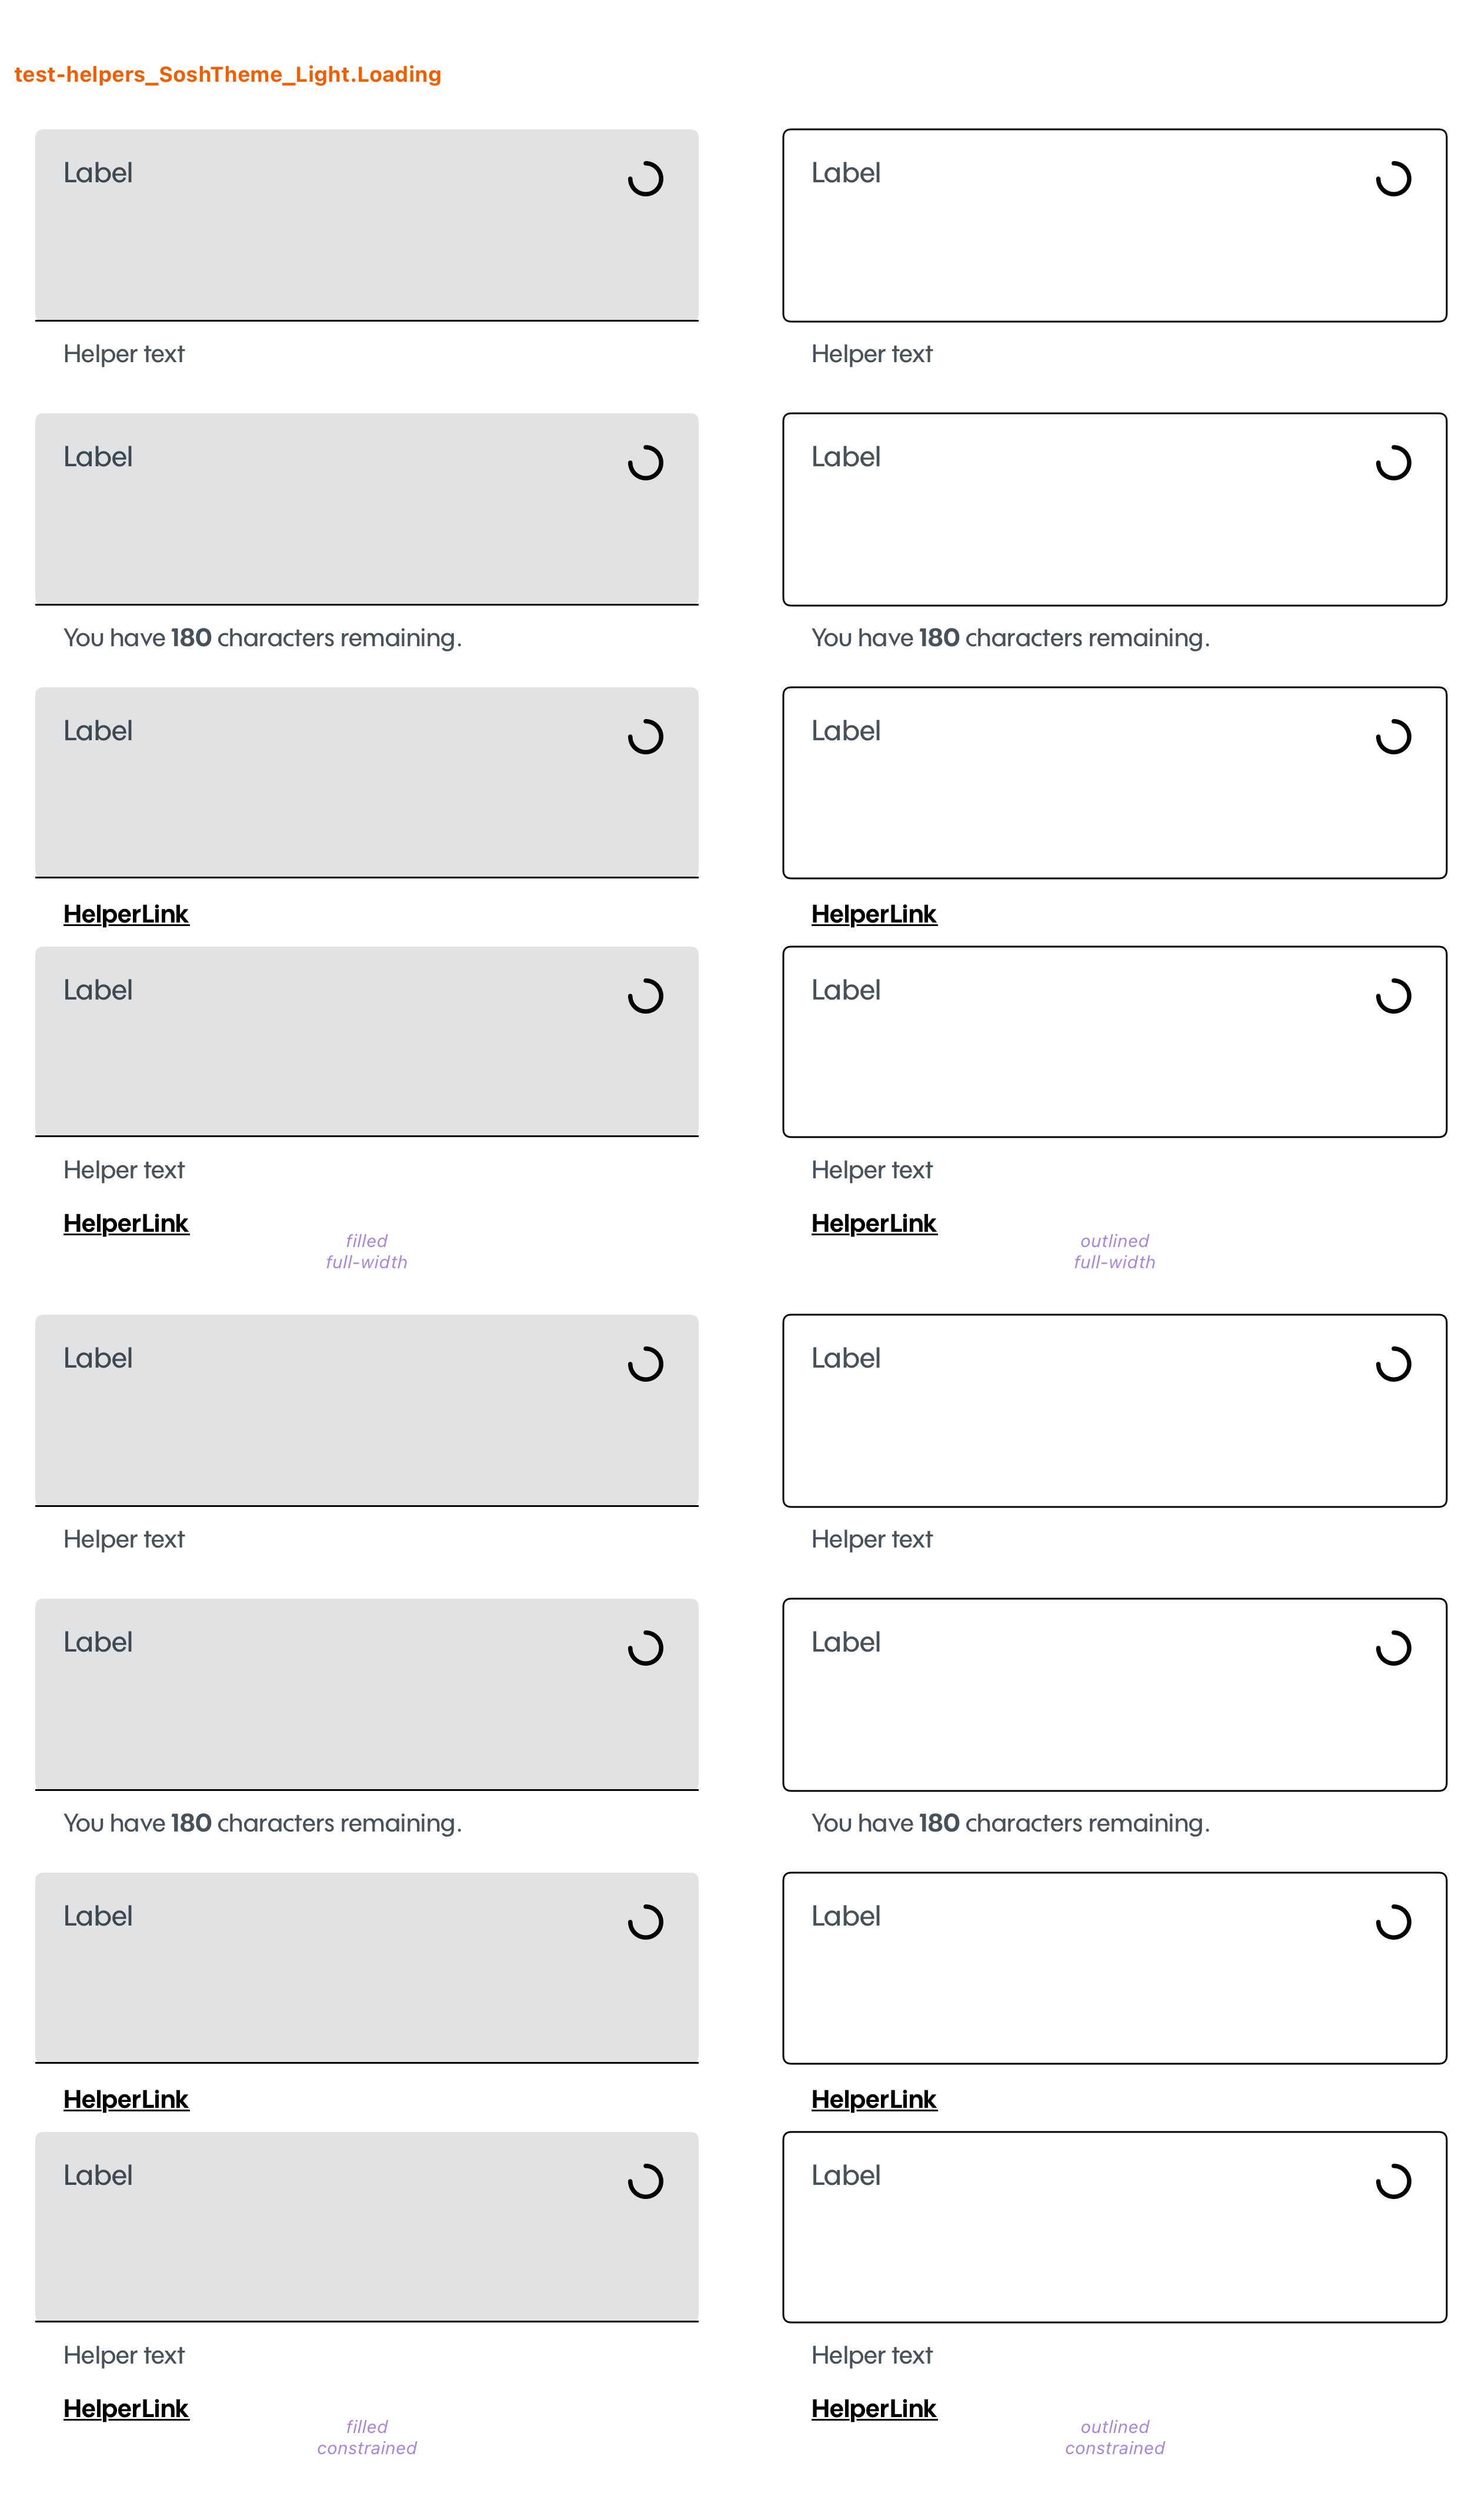 test-helpers_SoshTheme_Light.Loading
Label
Label
Helper text
Helper text
Label
Label
You have 180 characters remaining.
You have 180 characters remaining.
Label
Label
HelperLink
HelperLink
Label
Label
Helper text
Helper text
HelperLink
HelperLink
filled
full-width
outlined
full-width
Label
Label
Helper text
Helper text
Label
Label
You have 180 characters remaining.
You have 180 characters remaining.
Label
Label
HelperLink
HelperLink
Label
Label
Helper text
Helper text
HelperLink
HelperLink
filled
constrained
outlined
constrained